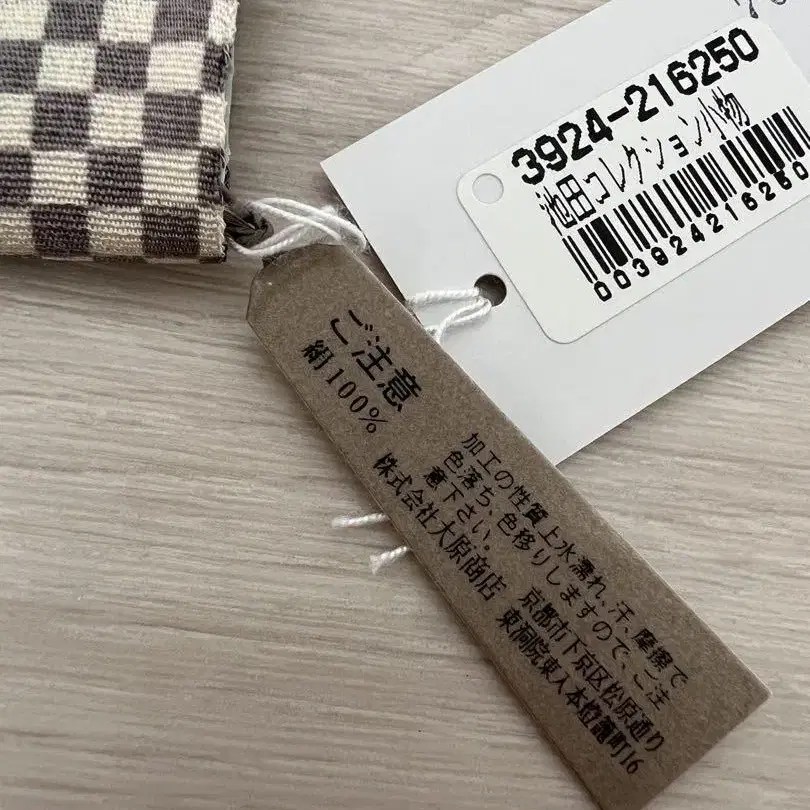 3924-216250
池田コレクション小物
003924216250
ご注意
絹100%
加工の性質上水濡れ、汗、摩擦で
色落ち、色移りしますので、ご注
意下さい。
株式会社大原商店
京都市下京区松原通り
東洞院東入本燈籠町16